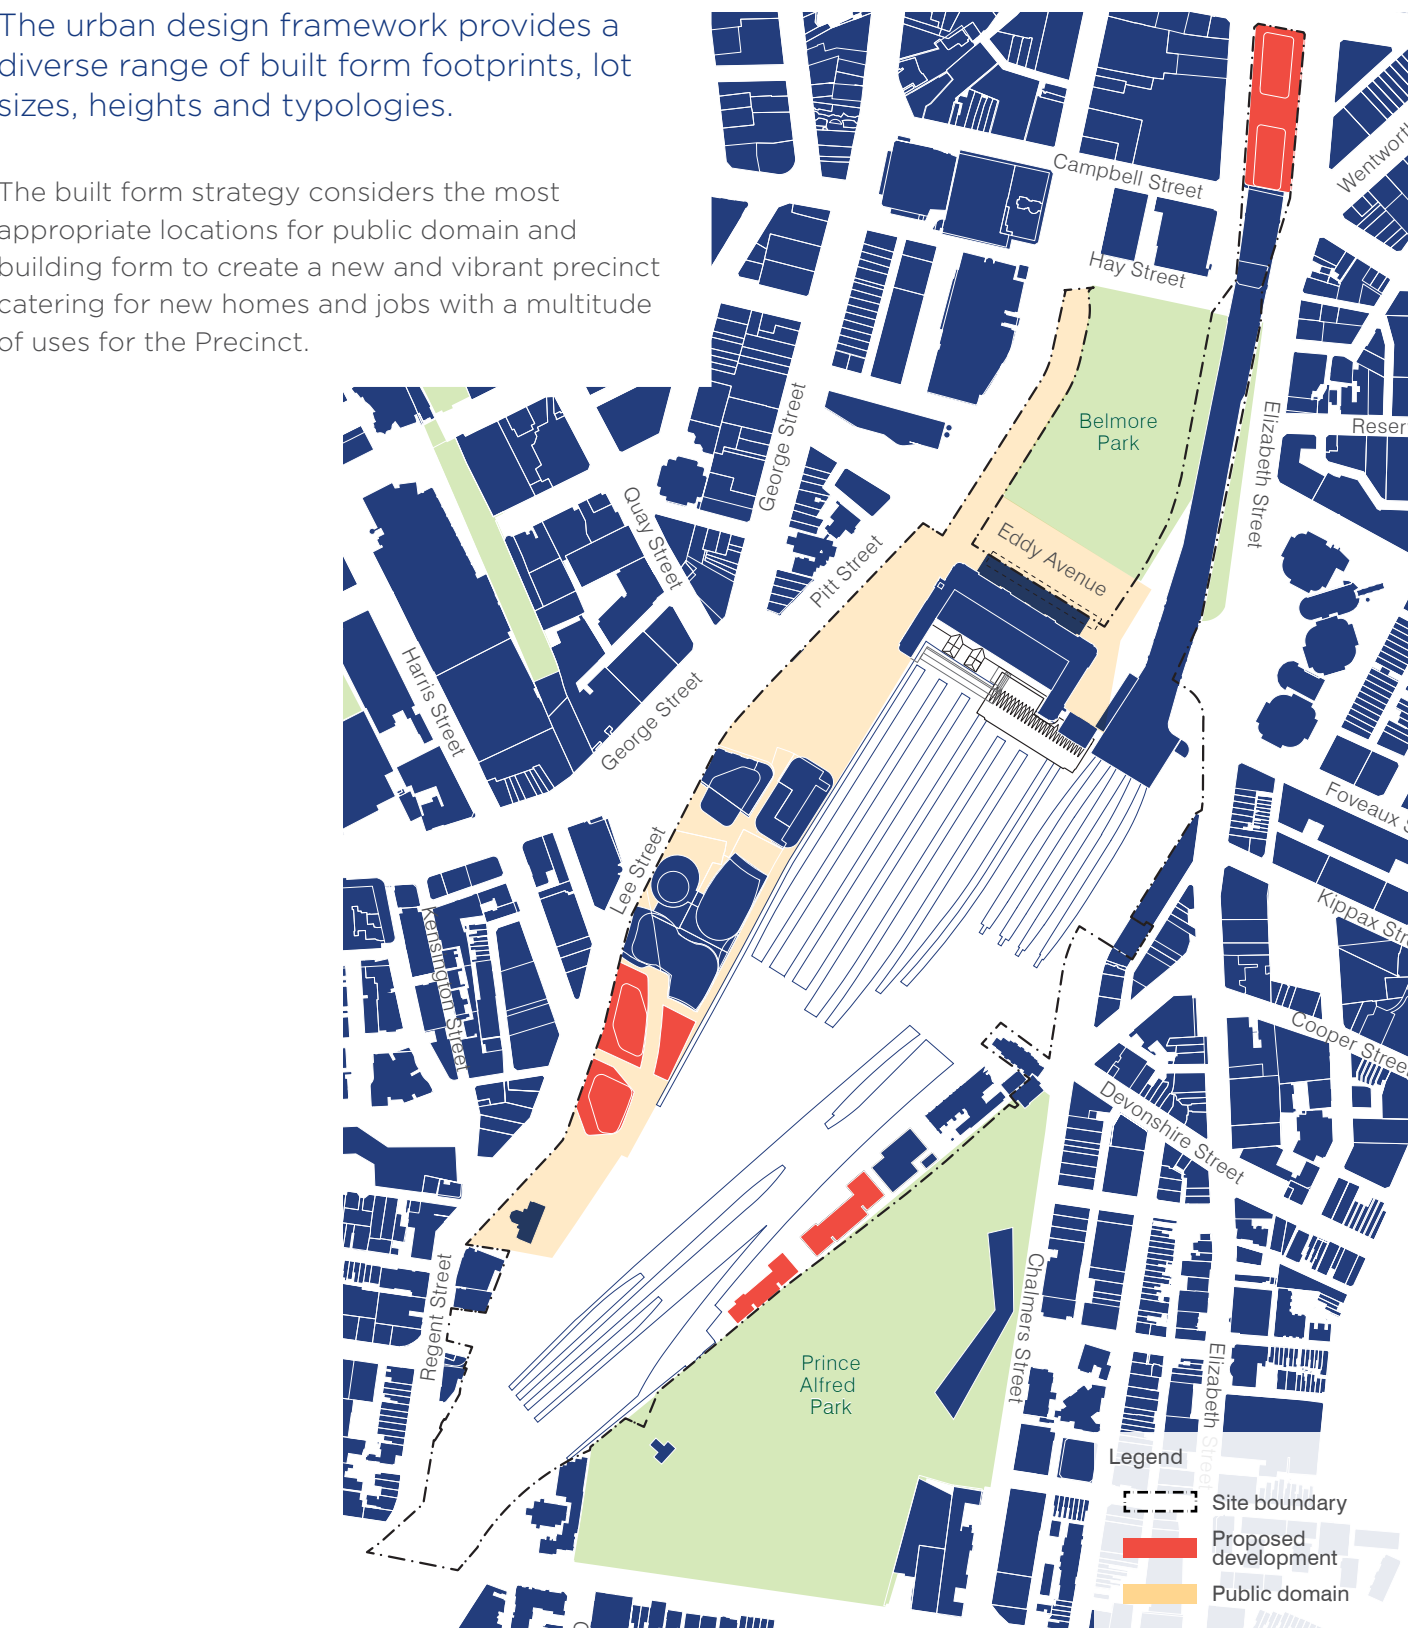 The urban design framework provides a
diverse range of built form footprints, lot
sizes, heights and typologies.
The built form strategy considers the most
appropriate locations for public domain and
building form to create a new and vibrant precinct
catering for new homes and jobs with a multitude
of uses for the Precinct.
Campbell Street
Wentworth
Hay Street
Belmore
Park
Elizabeth Street
Reser
George Street
Quay Street
Pitt Street
Eddy Avenue
Harris Street
George Street
Foveaux S
Lee Street
Kensington Street
Kippax Str
Cooper Street
Devonshire Street
Regent Street
Chalmers Street
Prince
Alfred
Park
Elizabeth Street
Legend
Site boundary
Proposed
development
Public domain